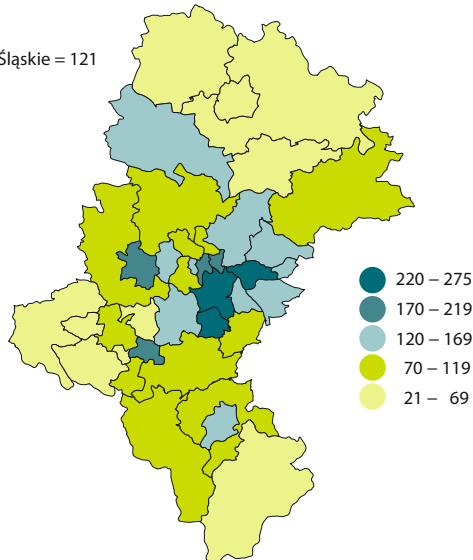 Śląskie = 121
220 – 275
170 – 219
120 – 169
70 – 119
21 – 69